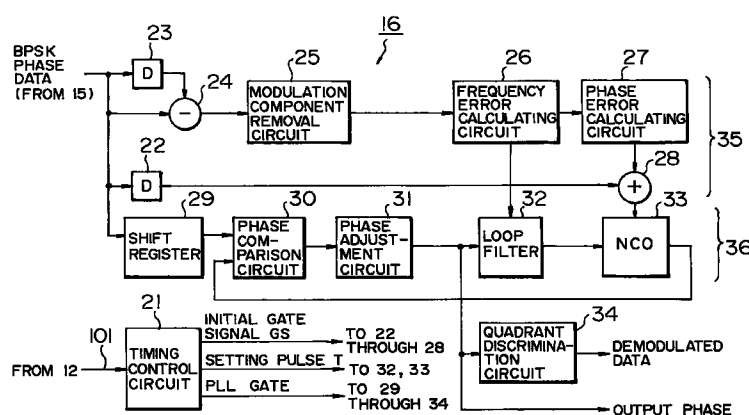 16
BPSK
PHASE
DATA
(FROM 15)
23
D
24
−
25
MODULATION
COMPONENT
REMOVAL
CIRCUIT
26
FREQUENCY
ERROR
CALCULATING
CIRCUIT
27
PHASE
ERROR
CALCULATING
CIRCUIT
35
22
D
28
+
29
SHIFT
REGISTER
30
PHASE
COM-
PARISON
CIRCUIT
31
PHASE
ADJUST-
MENT
CIRCUIT
32
LOOP
FILTER
33
NCO
36
21
101
FROM 12
TIMING
CONTROL
CIRCUIT
INITIAL GATE
SIGNAL GS
TO 22
THROUGH 28
SETTING PULSE T
TO 32, 33
PLL GATE
TO 29
THROUGH 34
34
QUADRANT
DISCRIMINA-
TION
CIRCUIT
DEMODULATED
DATA
OUTPUT PHASE